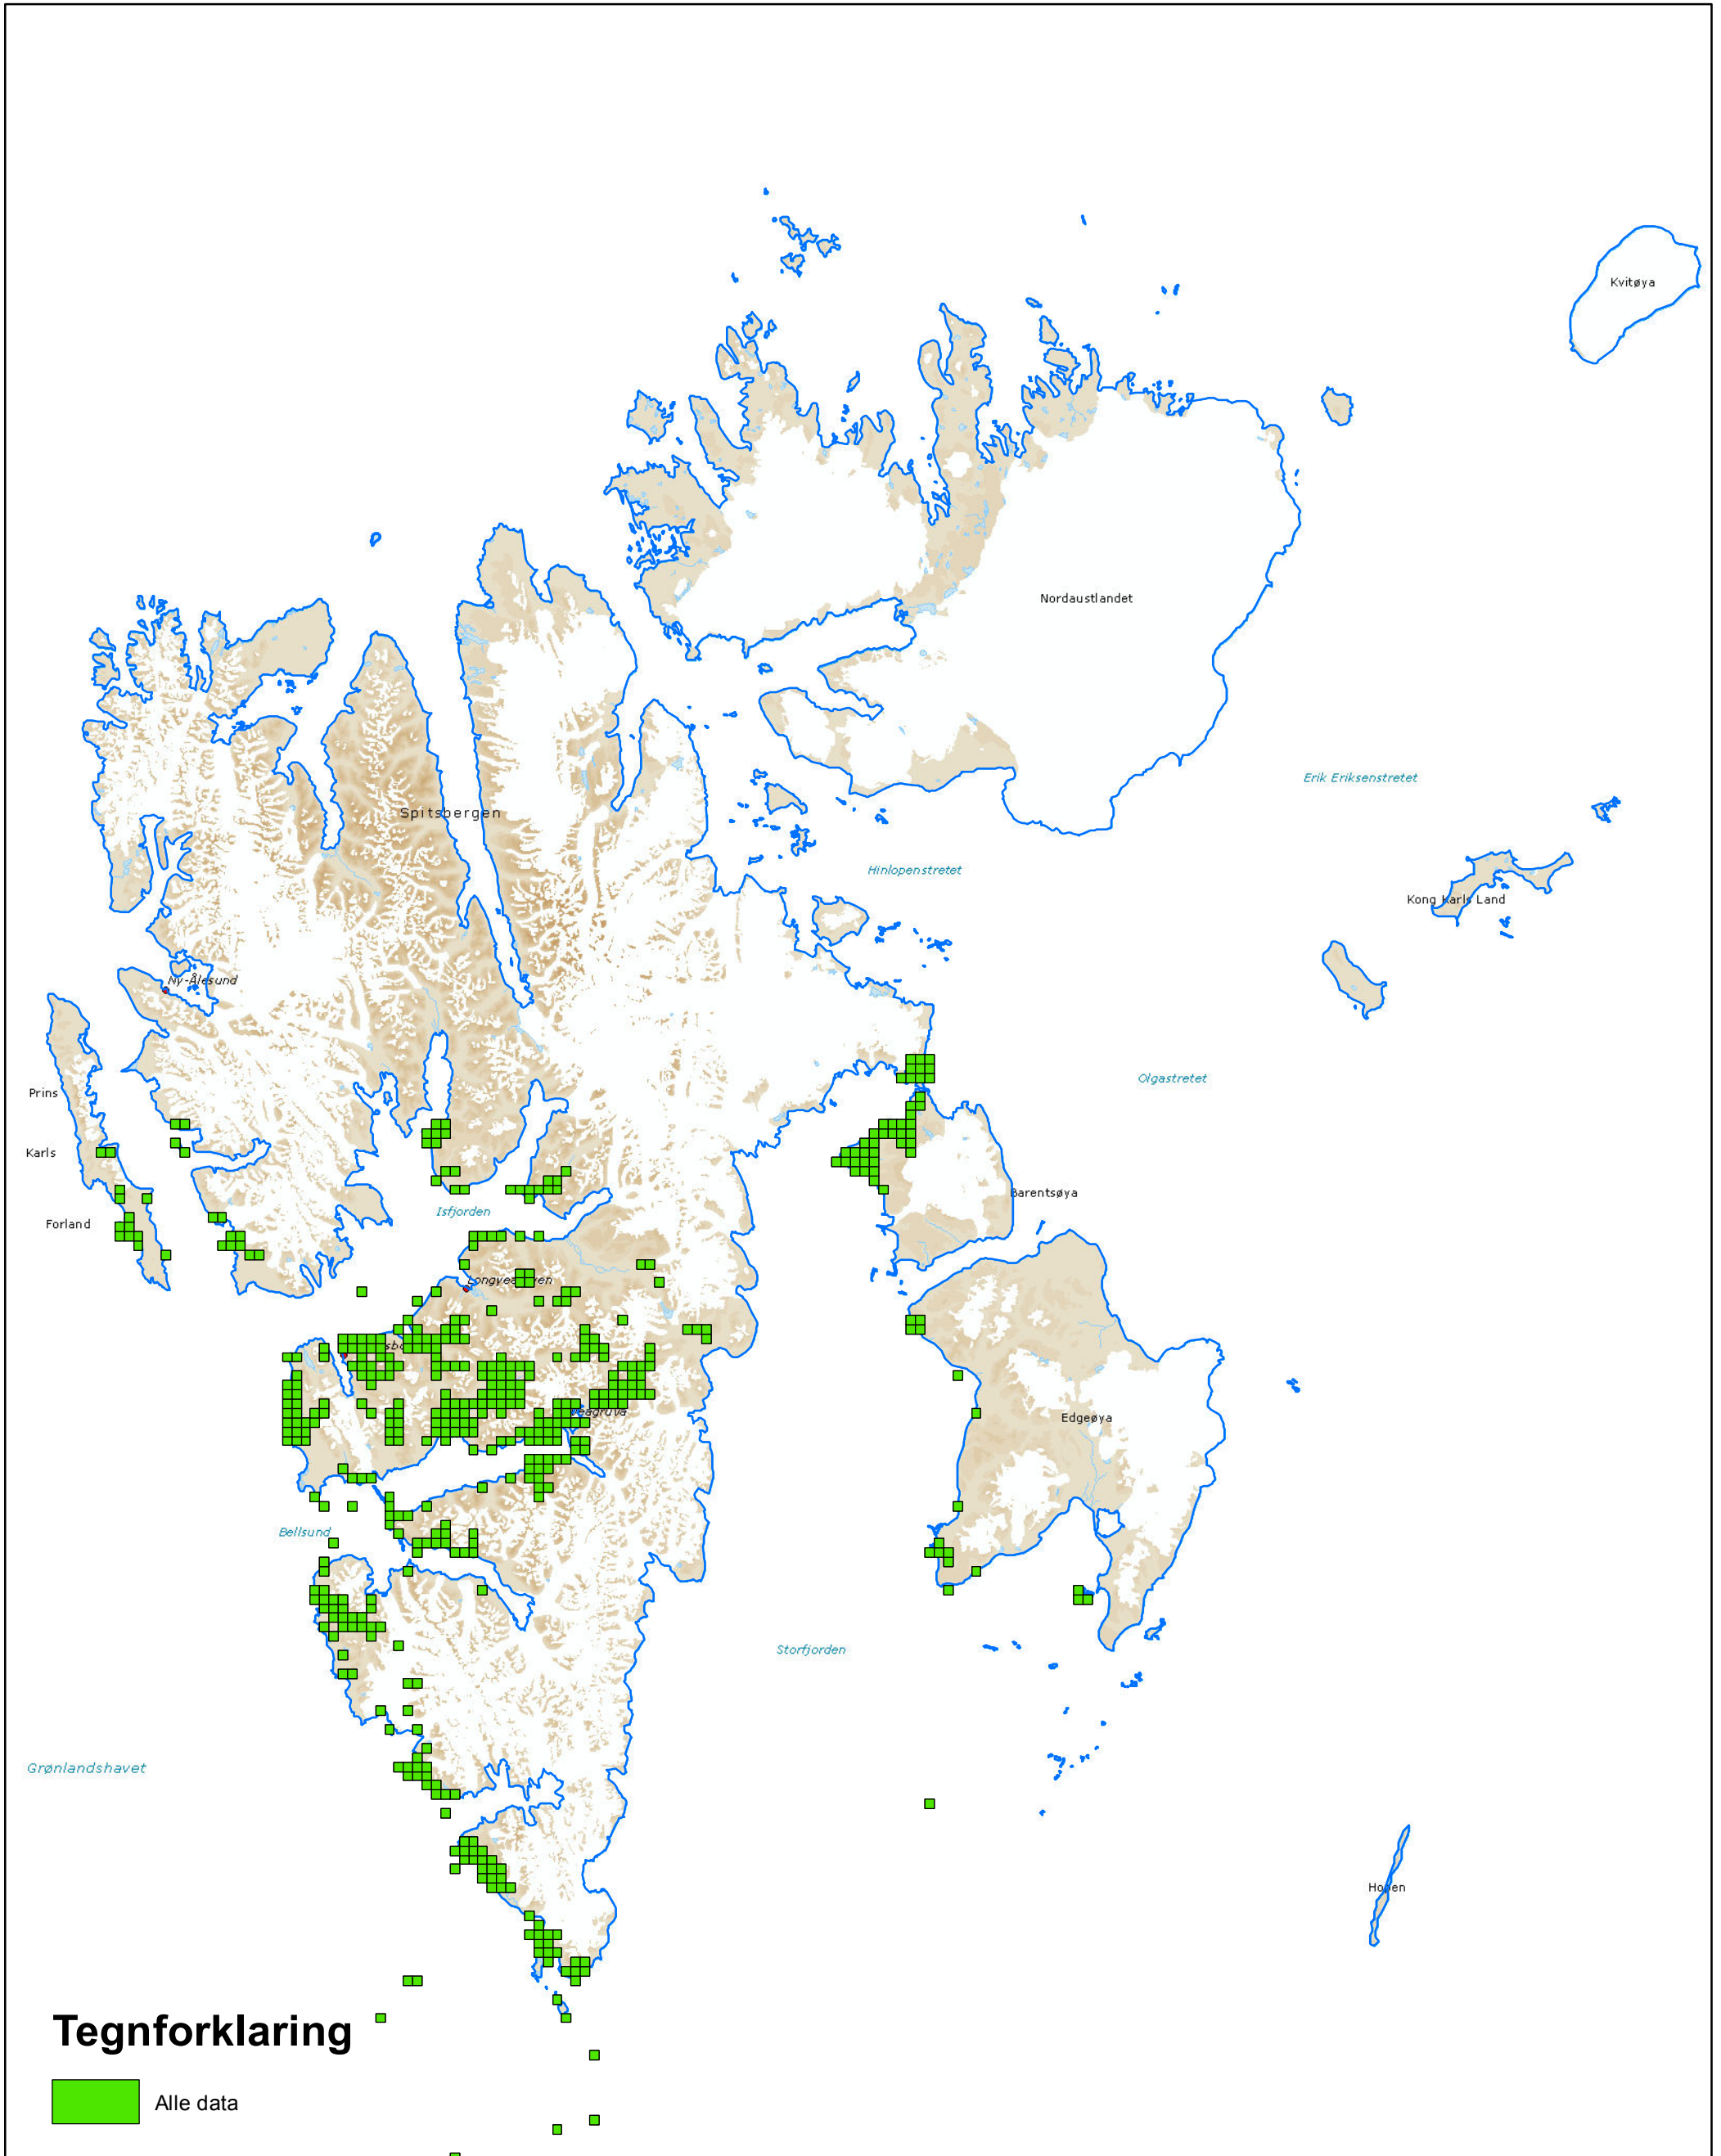 Kvitøya
Nordaustlandet
Erik Eriksenstretet
Spitsbergen
Hinlopenstretet
Kong Karls Land
Ny-Ålesund
Olgastretet
Prins
Karls
Forland
Barentsøya
Isfjorden
Edgeøya
Bellsund
Storfjorden
Grønlandshavet
Hopen
Tegnforklaring
Alle data